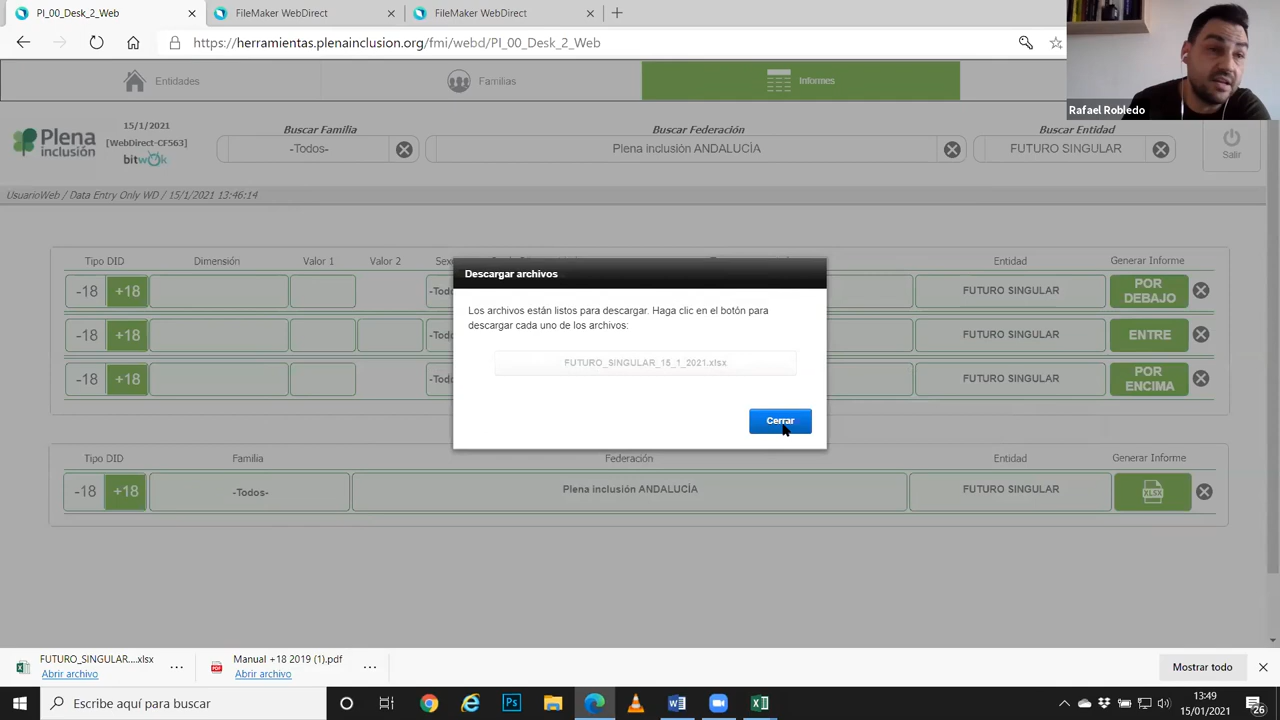 PI_00_Desk_2_Web
FileMaker WebDirect
FileMaker WebDirect
https://herramientas.plenainclusion.org/fmi/webd/PI_00_Desk_2_Web
Rafael Robledo
Entidades
Familias
Informes
Plena
inclusión
15/1/2021
[WebDirect-CF563]
bitwok
Buscar Familia
-Todos-
Buscar Federación
Plena inclusión ANDALUCÍA
Buscar Entidad
FUTURO SINGULAR
Salir
UsuarioWeb / Data Entry Only WD / 15/1/2021 13:46:14
Tipo DID
Dimensión
Valor 1
Valor 2
Entidad
Generar Informe
-18
+18
FUTURO SINGULAR
POR
DEBAJO
-18
+18
FUTURO SINGULAR
ENTRE
-18
+18
FUTURO SINGULAR
POR
ENCIMA
Descargar archivos
Los archivos están listos para descargar. Haga clic en el botón para
descargar cada uno de los archivos:
FUTURO_SINGULAR_15_1_2021.xlsx
Cerrar
Tipo DID
Familia
Federación
Entidad
Generar Informe
-18
+18
-Todos-
Plena inclusión ANDALUCÍA
FUTURO SINGULAR
XLSX
FUTURO_SINGULAR....xlsx
Abrir archivo
Manual +18 2019 (1).pdf
Abrir archivo
Mostrar todo
Escribe aquí para buscar
13:49
15/01/2021
26